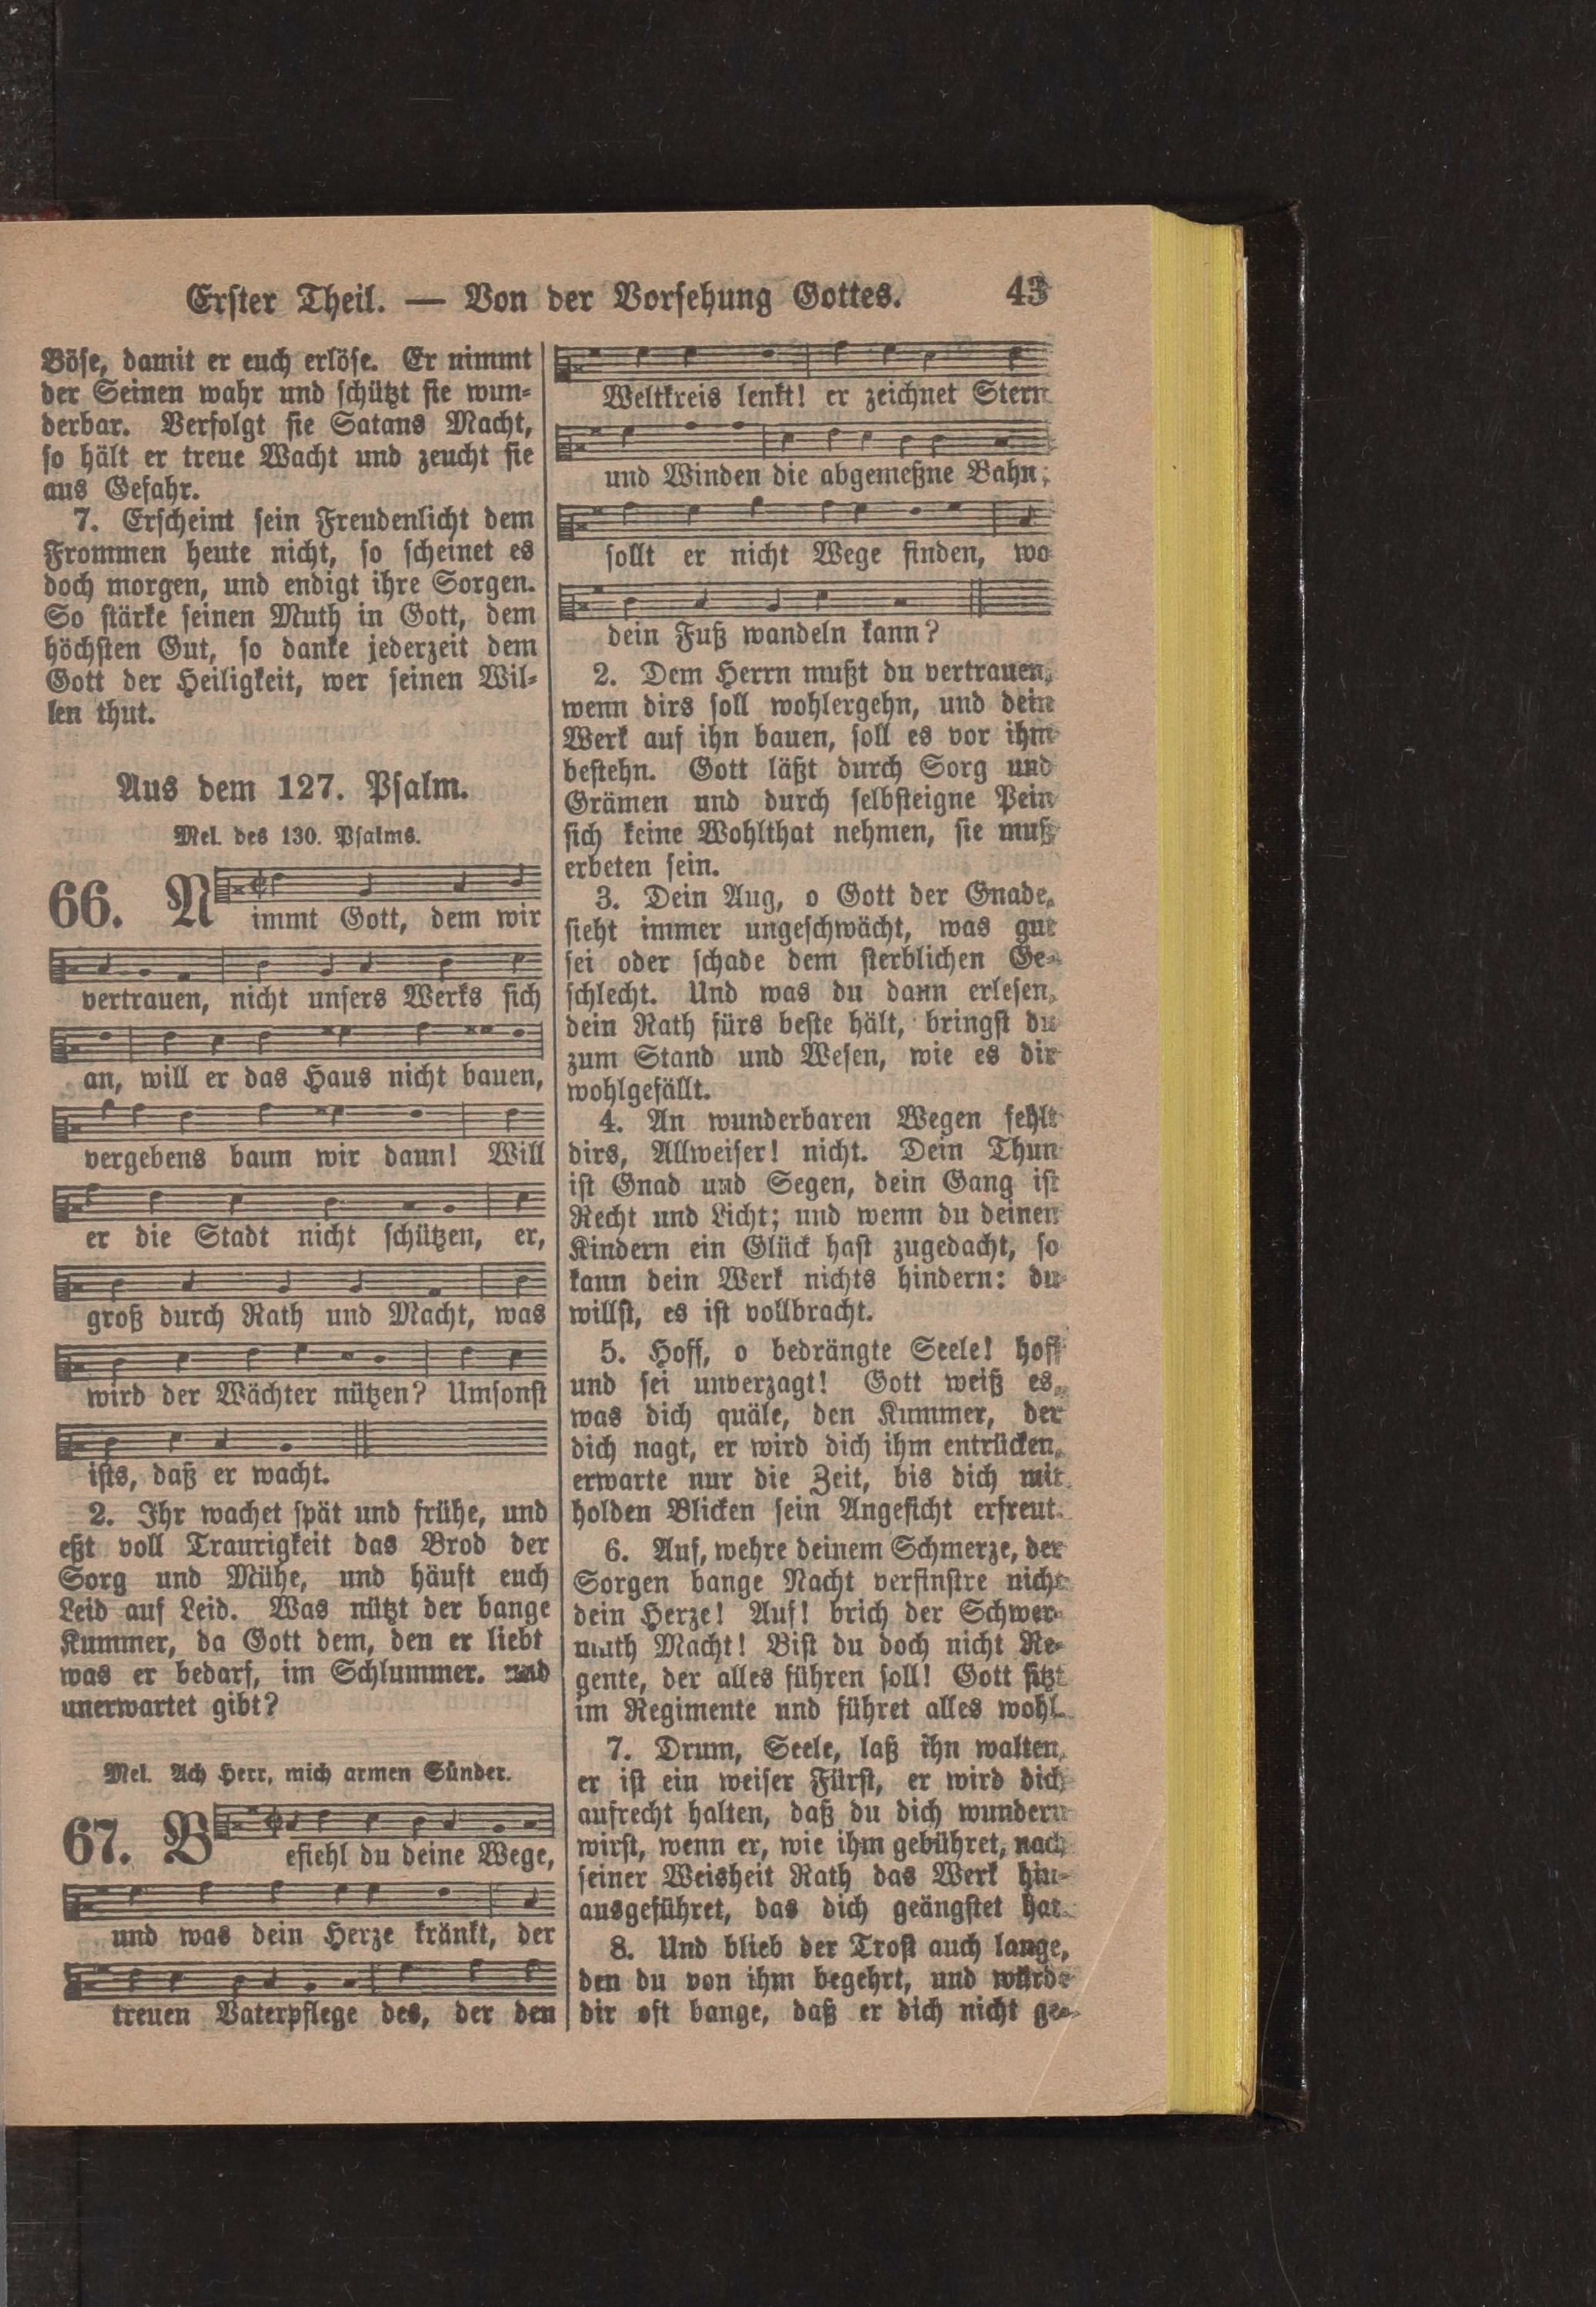 Erster Theil. — Von der Vorsehung Gottes. 43
Böse, damit er euch erlöse. Er nimmt
der Seinen wahr und schützt sie wun-
derbar. Verfolgt sie Satans Macht,
so hält er treue Wacht und zeucht sie
aus Gefahr.
7. Erscheint sein Freudenlicht dem
Frommen heute nicht, so scheinet es
doch morgen, und endigt ihre Sorgen.
So stärke seinen Muth in Gott, dem
höchsten Gut, so danke jederzeit dem
Gott der Heiligkeit, wer seinen Wil-
len thut.
Aus dem 127. Psalm.
Mel. des 130. Psalms.
66. Nimmt Gott, dem wir
vertrauen, nicht unsers Werks sich
an, will er das Haus nicht bauen,
vergebens baun wir dann! Will
er die Stadt nicht schützen, er,
groß durch Rath und Macht, was
wird der Wächter nützen? Umsonst
ists, daß er wacht.
2. Ihr wachet spät und frühe, und
eßt voll Traurigkeit das Brod der
Sorg und Mühe, und häuft euch
Leid auf Leid. Was nützt der bange
Kummer, da Gott dem, den er liebt
was er bedarf, im Schlummer. und
unerwartet gibt?
Mel. Ach Herr, mich armen Sünder.
67. Befiehl du deine Wege,
und was dein Herze kränkt, der
treuen Vaterpflege des, der den
Weltkreis lenkt! er zeichnet Stern
und Winden die abgemeßne Bahn;
sollt er nicht Wege finden, wo
dein Fuß wandeln kann?
2. Dem Herrn mußt du vertrauen,
wenn dirs soll wohlergehn, und dein
Werk auf ihn bauen, soll es vor ihm
bestehn. Gott läßt durch Sorg und
Grämen und durch selbsteigne Pein
sich keine Wohlthat nehmen, sie muß
erbeten sein.
3. Dein Aug, o Gott der Gnade,
sieht immer ungeschwächt, was gut
sei oder schade dem sterblichen Ge-
schlecht. Und was du dann erlesen,
dein Rath fürs beste hält, bringst du
zum Stand und Wesen, wie es dir
wohlgefällt.
4. An wunderbaren Wegen fehlt
dirs, Allweiser! nicht. Dein Thun
ist Gnad und Segen, dein Gang ist
Recht und Licht; und wenn du deinen
Kindern ein Glück hast zugedacht, so
kann dein Werk nichts hindern: du
willst, es ist vollbracht.
5. Hoff, o bedrängte Seele! hoff
und sei unverzagt! Gott weiß es,
was dich quäle, den Kummer, der
dich nagt, er wird dich ihm entrücken,
erwarte nur die Zeit, bis dich mit
holden Blicken sein Angesicht erfreut.
6. Auf, wehre deinem Schmerze, der
Sorgen bange Nacht verfinstre nicht
dein Herze! Auf! brich der Schwer-
muth Macht! Bist du doch nicht Re-
gente, der alles führen soll! Gott sitzt
im Regimente und führet alles wohl.
7. Drum, Seele, laß ihn walten,
er ist ein weiser Fürst, er wird dich
aufrecht halten, daß du dich wundern
wirst, wenn er, wie ihm gebühret, nach
seiner Weisheit Rath das Werk hin-
ausgeführet, das dich geängstet hat.
8. Und blieb der Trost auch lange,
den du von ihm begehrt, und würde
dir oft bange, daß er dich nicht ge-